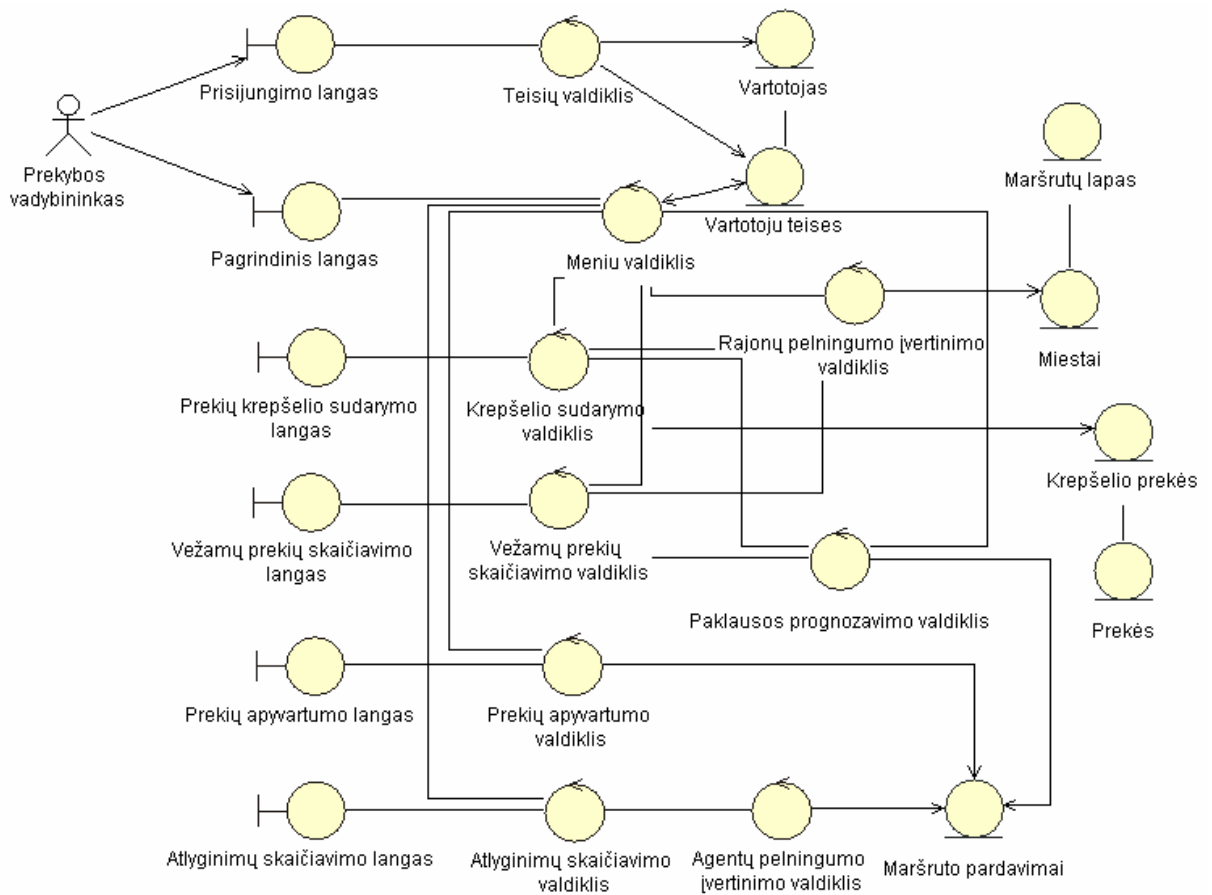 Prisijungimo langas
Teisių valdiklis
Vartotojas
Prekybos
vadybininkas
Maršrutų lapas
Pagrindinis langas
Meniu valdiklis
Vartotoju teises
Rajonų pelningumo įvertinimo
valdiklis
Miestai
Prekių krepšelio sudarymo
langas
Krepšelio sudarymo
valdiklis
Krepšelio prekės
Vežamų prekių skaičiavimo
langas
Vežamų prekių
skaičiavimo valdiklis
Paklausos prognozavimo valdiklis
Prekės
Prekių apyvartumo langas
Prekių apyvartumo
valdiklis
Atlyginimų skaičiavimo langas
Atlyginimų skaičiavimo
valdiklis
Agentų pelningumo
įvertinimo valdiklis
Maršruto pardavimai